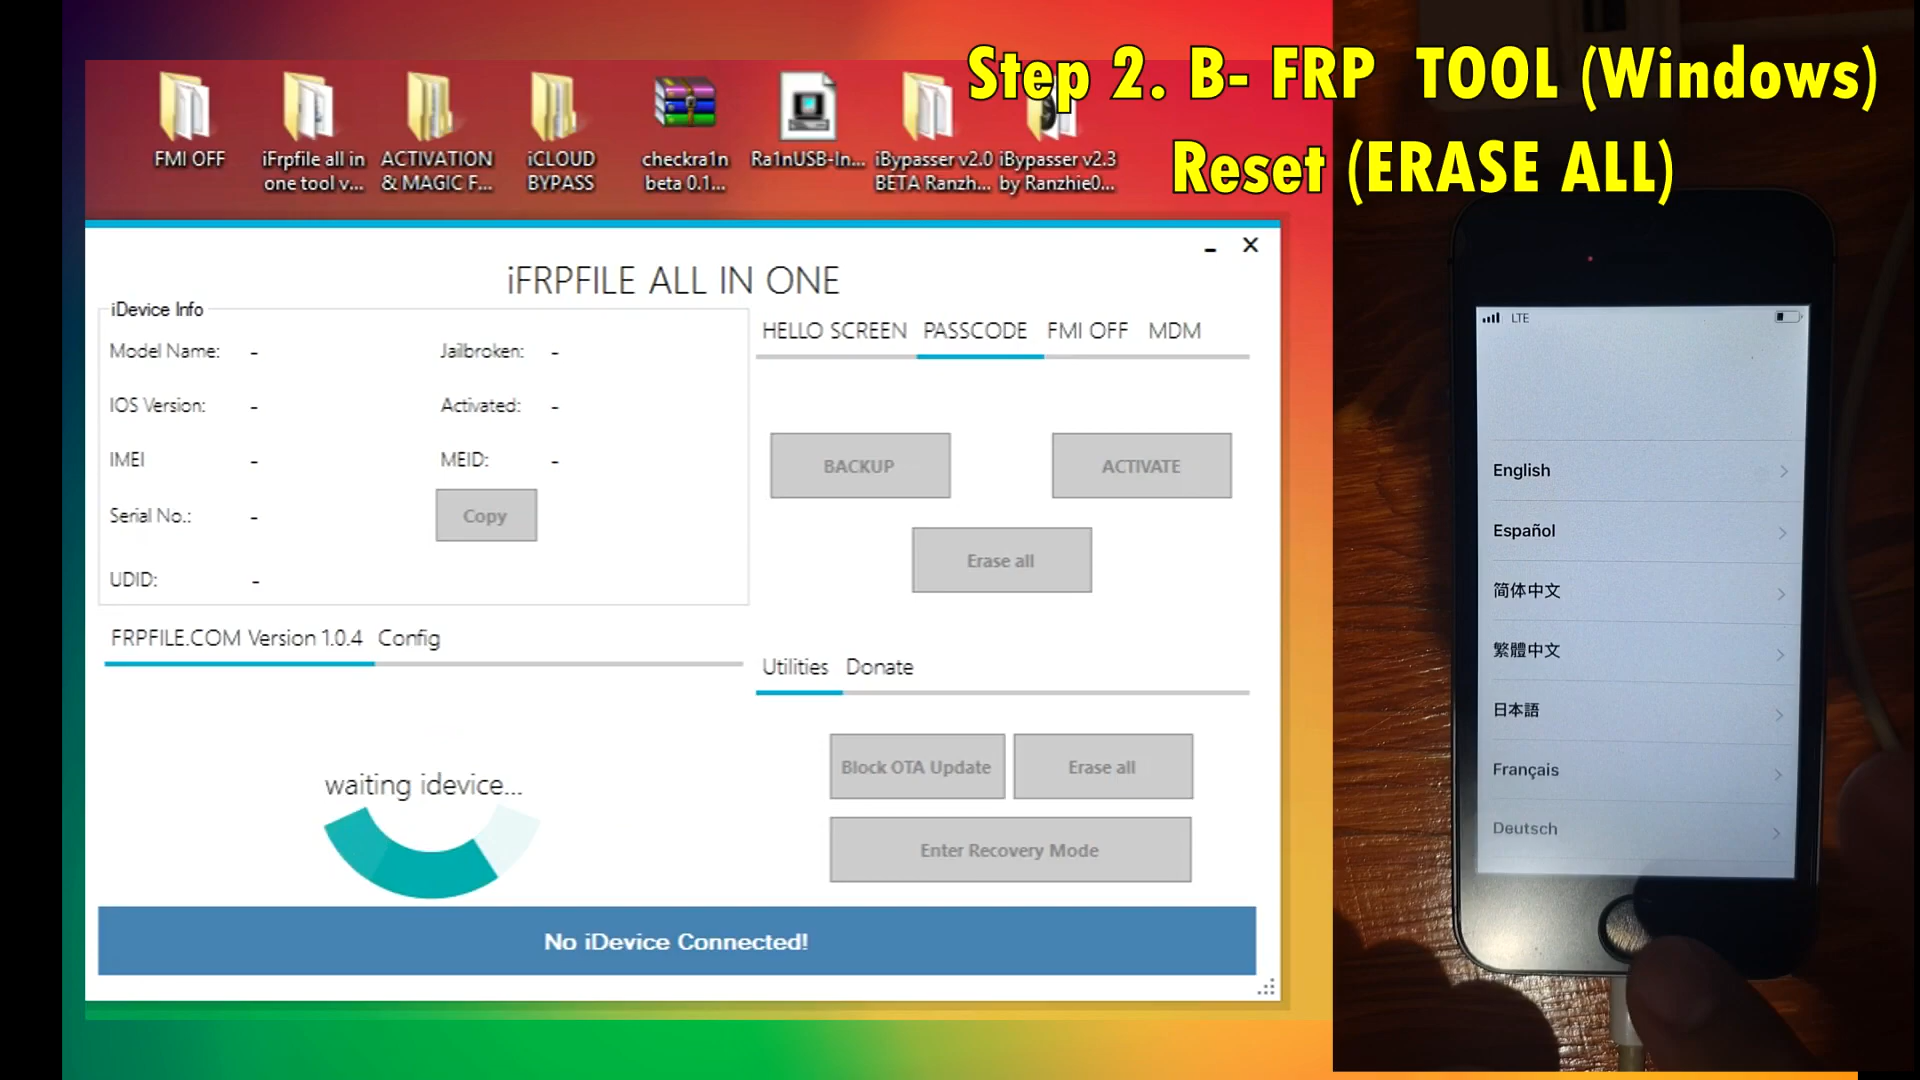 Step 2. B- FRP TOOL (Windows)
Reset (ERASE ALL)
FMI OFF
iFrpfile all in
one tool v...
ACTIVATION
& MAGIC F...
iCLOUD
BYPASS
checkra1n
beta 0.1...
Ra1nUSB-In...
iBypasser v2.0
BETA Ranzh...
iBypasser v2.3
by Ranzhie0...
iFRPFILE ALL IN ONE
iDevice Info
Model Name: -
Jailbroken: -
IOS Version: -
Activated: -
IMEI -
MEID: -
Serial No.: -
Copy
UDID: -
HELLO SCREEN PASSCODE FMI OFF MDM
BACKUP
ACTIVATE
Erase all
FRPFILE.COM Version 1.0.4 Config
waiting idevice...
Utilities Donate
Block OTA Update
Erase all
Enter Recovery Mode
No iDevice Connected!
LTE
English
Español
简体中文
繁體中文
日本語
Français
Deutsch